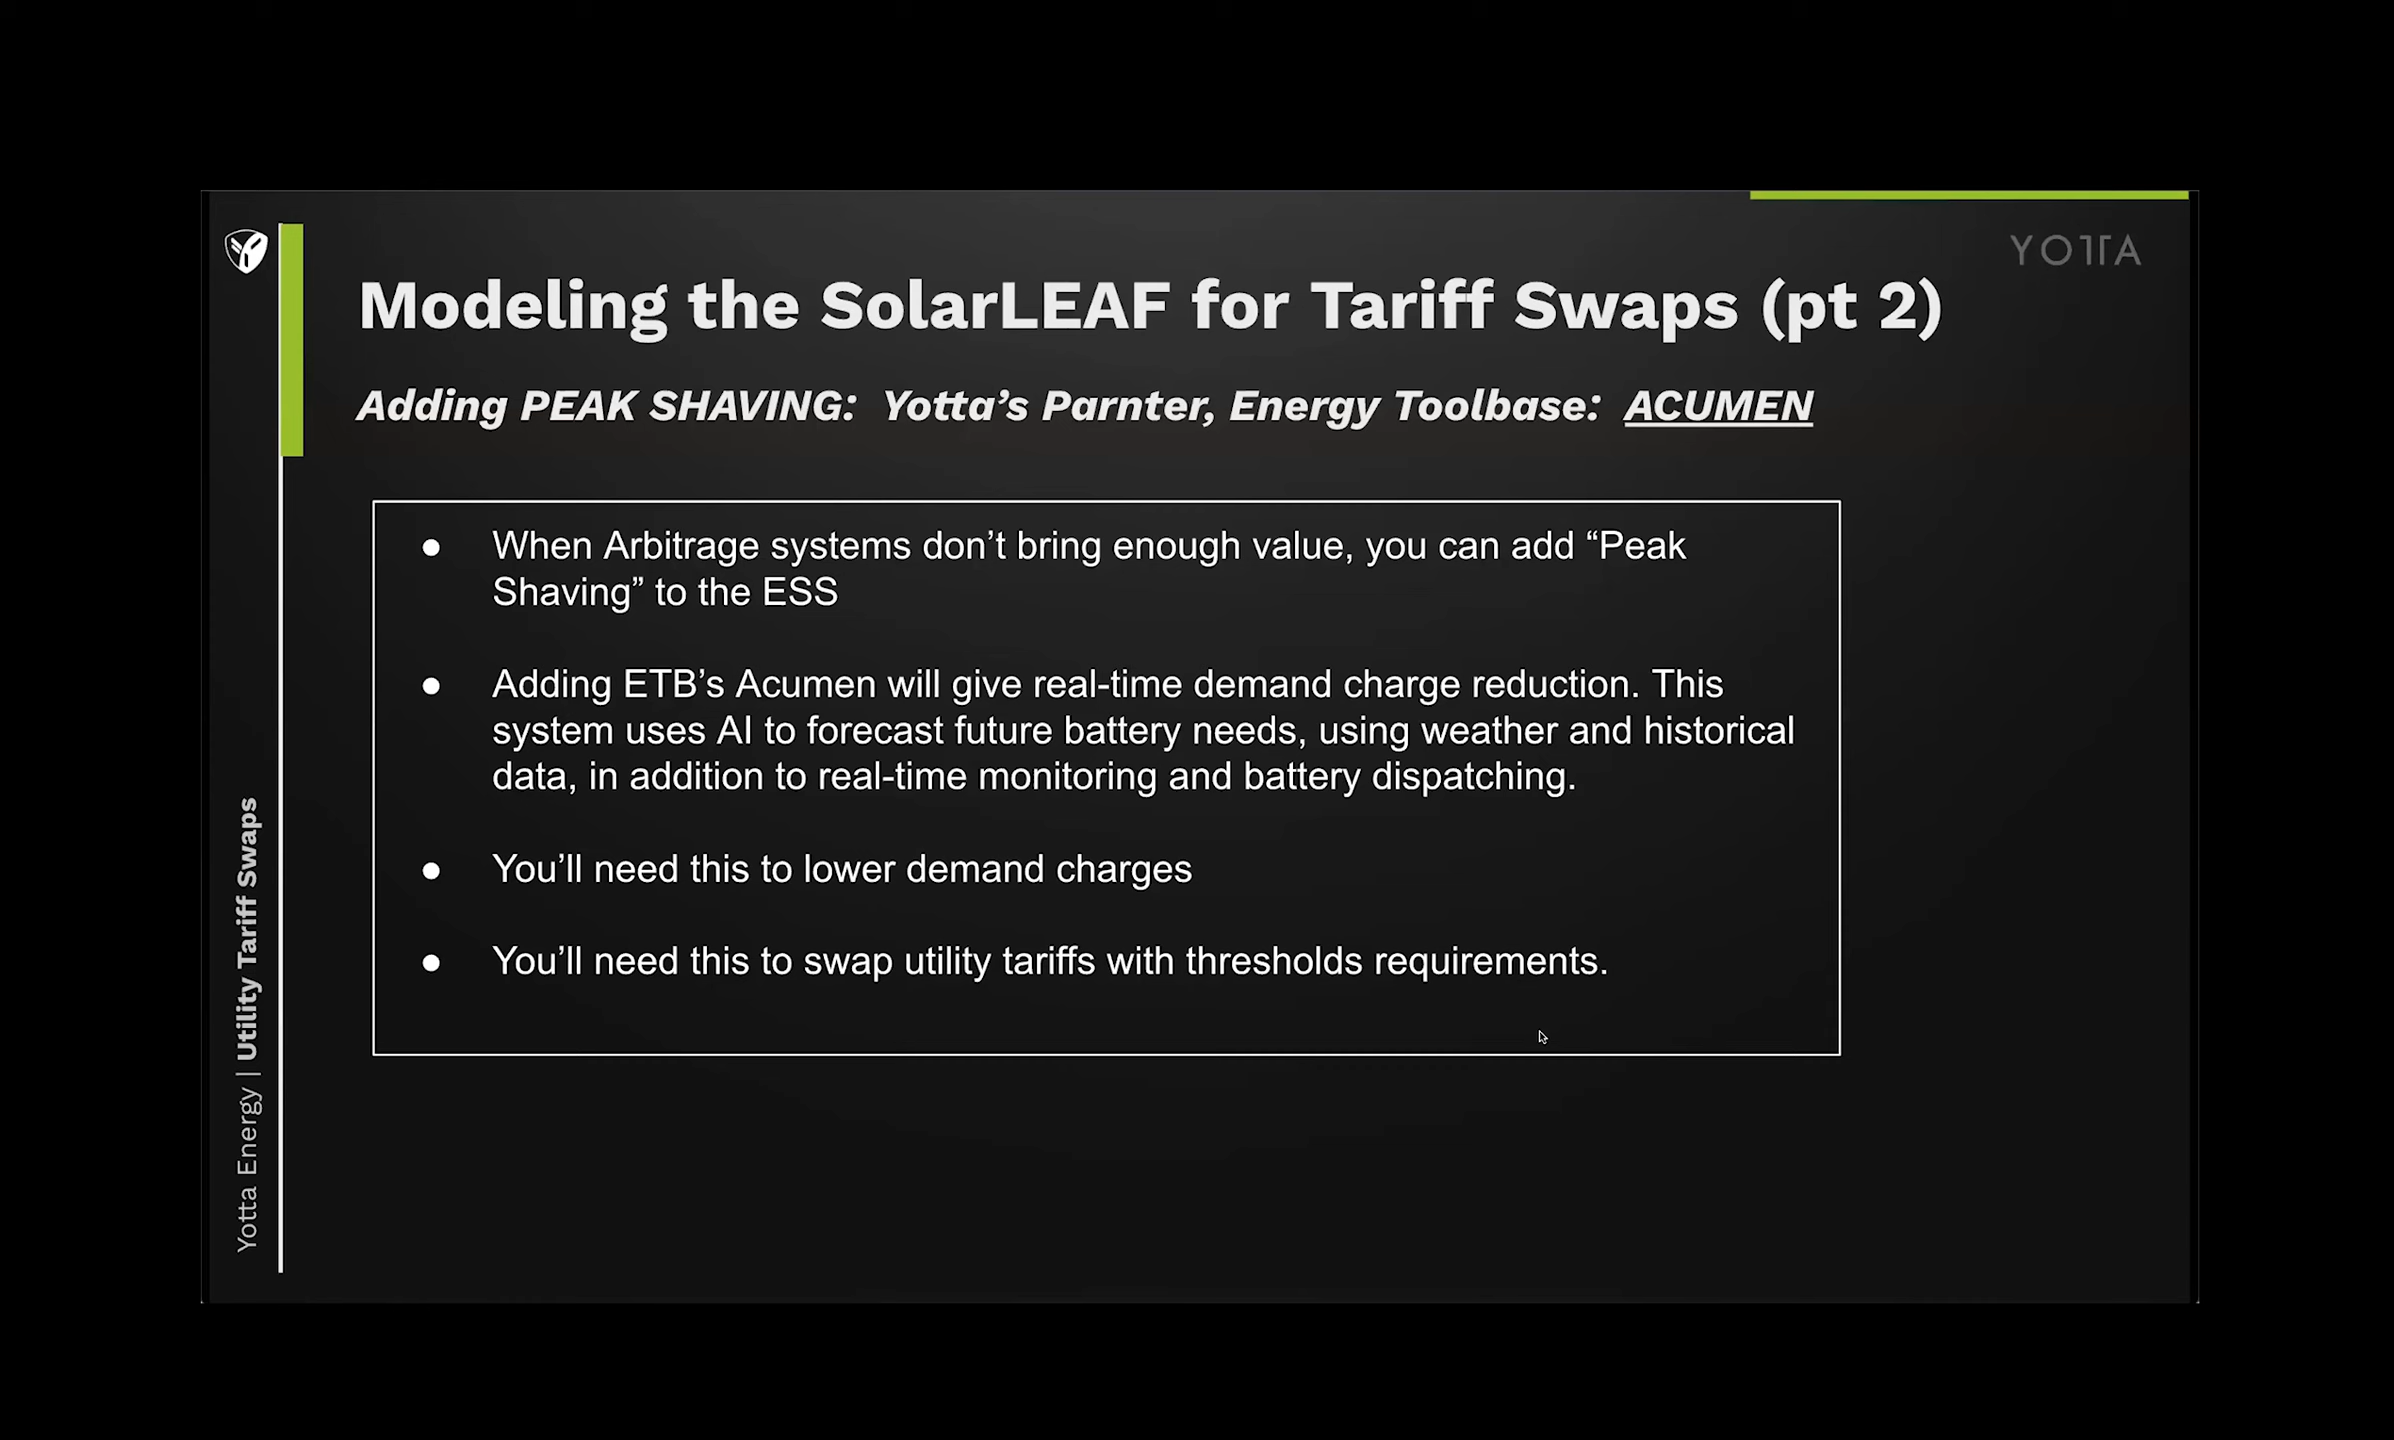 YOTTA
Modeling the SolarLEAF for Tariff Swaps (pt 2)
Adding PEAK SHAVING: Yotta’s Parnter, Energy Toolbase: ACUMEN
● When Arbitrage systems don’t bring enough value, you can add “Peak
Shaving” to the ESS
● Adding ETB’s Acumen will give real-time demand charge reduction. This
system uses AI to forecast future battery needs, using weather and historical
data, in addition to real-time monitoring and battery dispatching.
● You’ll need this to lower demand charges
● You’ll need this to swap utility tariffs with thresholds requirements.
Yotta Energy | Utility Tariff Swaps